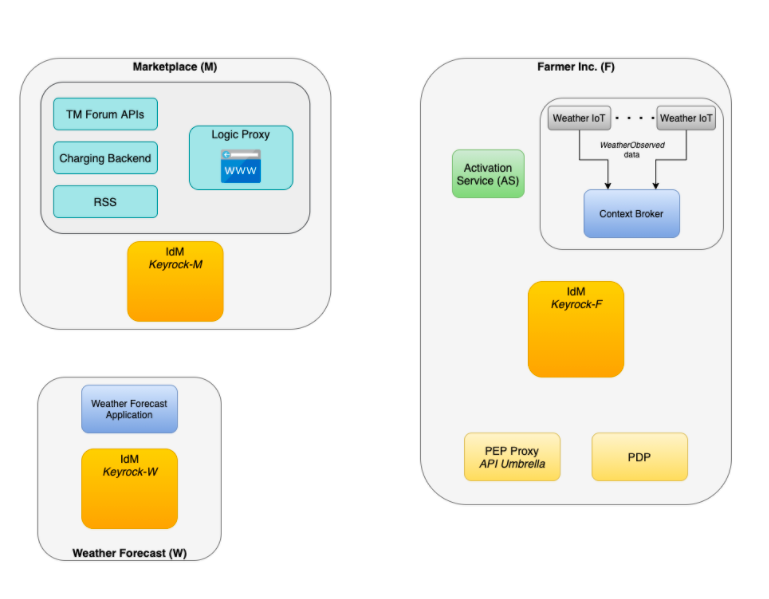 Marketplace (M)
TM Forum APIs
Charging Backend
RSS
Logic Proxy
WWW
IdM
Keyrock-M
Farmer Inc. (F)
Weather IoT
Weather IoT
WeatherObserved
data
Context Broker
Activation
Service (AS)
IdM
Keyrock-F
PEP Proxy
API Umbrella
PDP
Weather Forecast
Application
IdM
Keyrock-W
Weather Forecast (W)